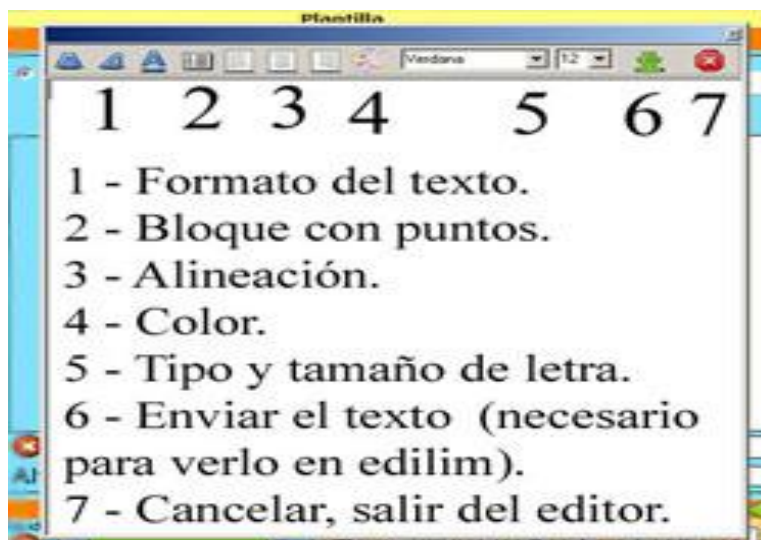 Plantilla
Verdana 12
1 2 3 4 5 6 7
1 - Formato del texto.
2 - Bloque con puntos.
3 - Alineación.
4 - Color.
5 - Tipo y tamaño de letra.
6 - Enviar el texto (necesario
para verlo en edilim).
7 - Cancelar, salir del editor.